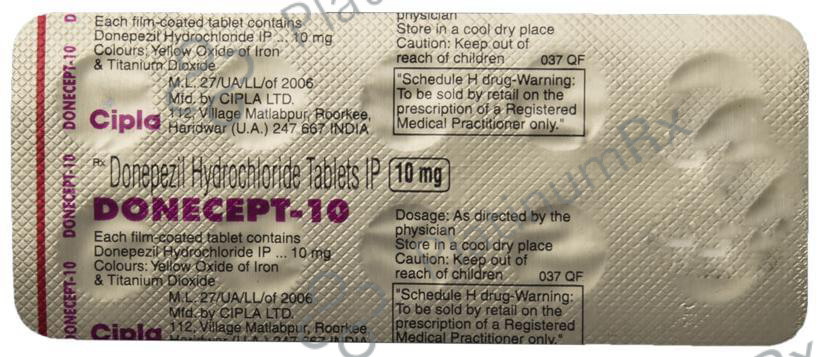 DONECEPT-10
Each film-coated tablet contains
Donepezil Hydrochloride IP ... 10 mg
Colours: Yellow Oxide of Iron
& Titanium Dioxide
M.L. 27/UA/LL/of 2006
Mfd. by CIPLA LTD.
Cipla 112, Village Matlabpur, Roorkee,
Haridwar (U.A.) 247 667 INDIA
physician
Store in a cool dry place
Caution: Keep out of
reach of children 037 QF
"Schedule H drug-Warning:
To be sold by retail on the
prescription of a Registered
Medical Practitioner only."
DONECEPT-10
Rx Donepezil Hydrochloride Tablets IP 10 mg
DONECEPT-10
DONECEPT-10
Each film-coated tablet contains
Donepezil Hydrochloride IP ... 10 mg
Colours: Yellow Oxide of Iron
& Titanium Dioxide
M.L. 27/UA/LL/of 2006
Mfd. by CIPLA LTD.
Cipla 112, Village Matlabpur, Roorkee,
Haridwar (U.A.) 247 667 INDIA
Dosage: As directed by the
physician
Store in a cool dry place
Caution: Keep out of
reach of children 037 QF
"Schedule H drug-Warning:
To be sold by retail on the
prescription of a Registered
Medical Practitioner only."